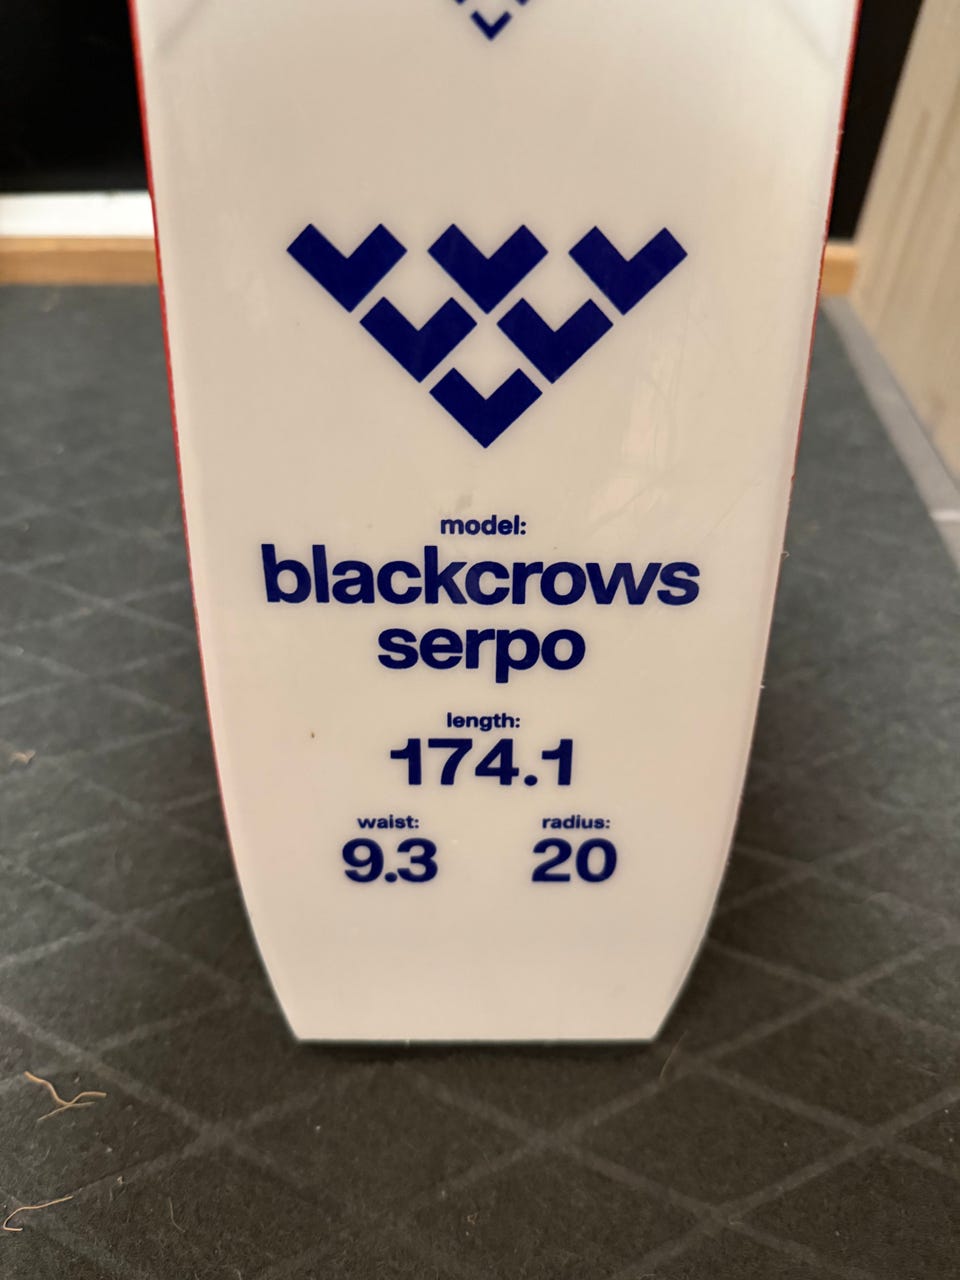 model:
blackcrows
serpo
length:
174.1
waist: radius:
9.3 20